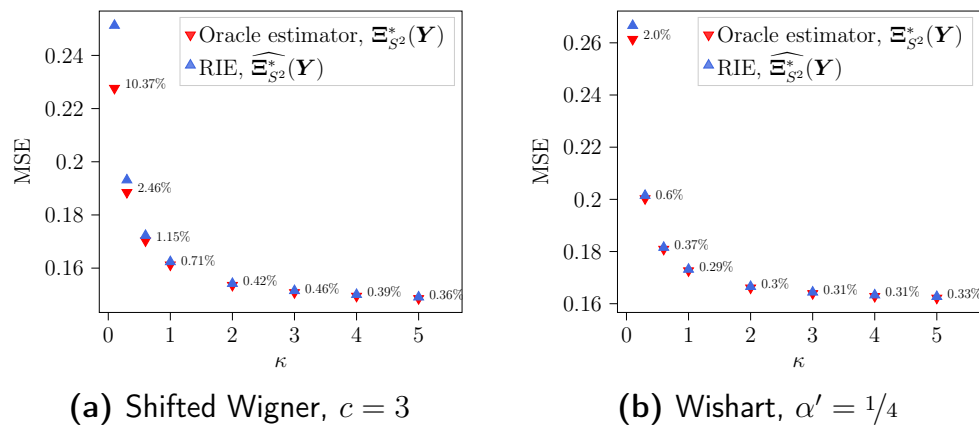 Oracle estimator, Ξ*_{S²}(Y)
RIE, \widehat{Ξ*_{S²}}(Y)
MSE
0.24
0.22
0.2
0.18
0.16
10.37%
2.46%
1.15%
0.71%
0.42%
0.46%
0.39%
0.36%
0 1 2 3 4 5
κ
(a) Shifted Wigner, c = 3
Oracle estimator, Ξ*_{S²}(Y)
RIE, \widehat{Ξ*_{S²}}(Y)
MSE
0.26
0.24
0.22
0.2
0.18
0.16
2.0%
0.6%
0.37%
0.29%
0.3%
0.31%
0.31%
0.33%
0 1 2 3 4 5
κ
(b) Wishart, α′ = 1/4